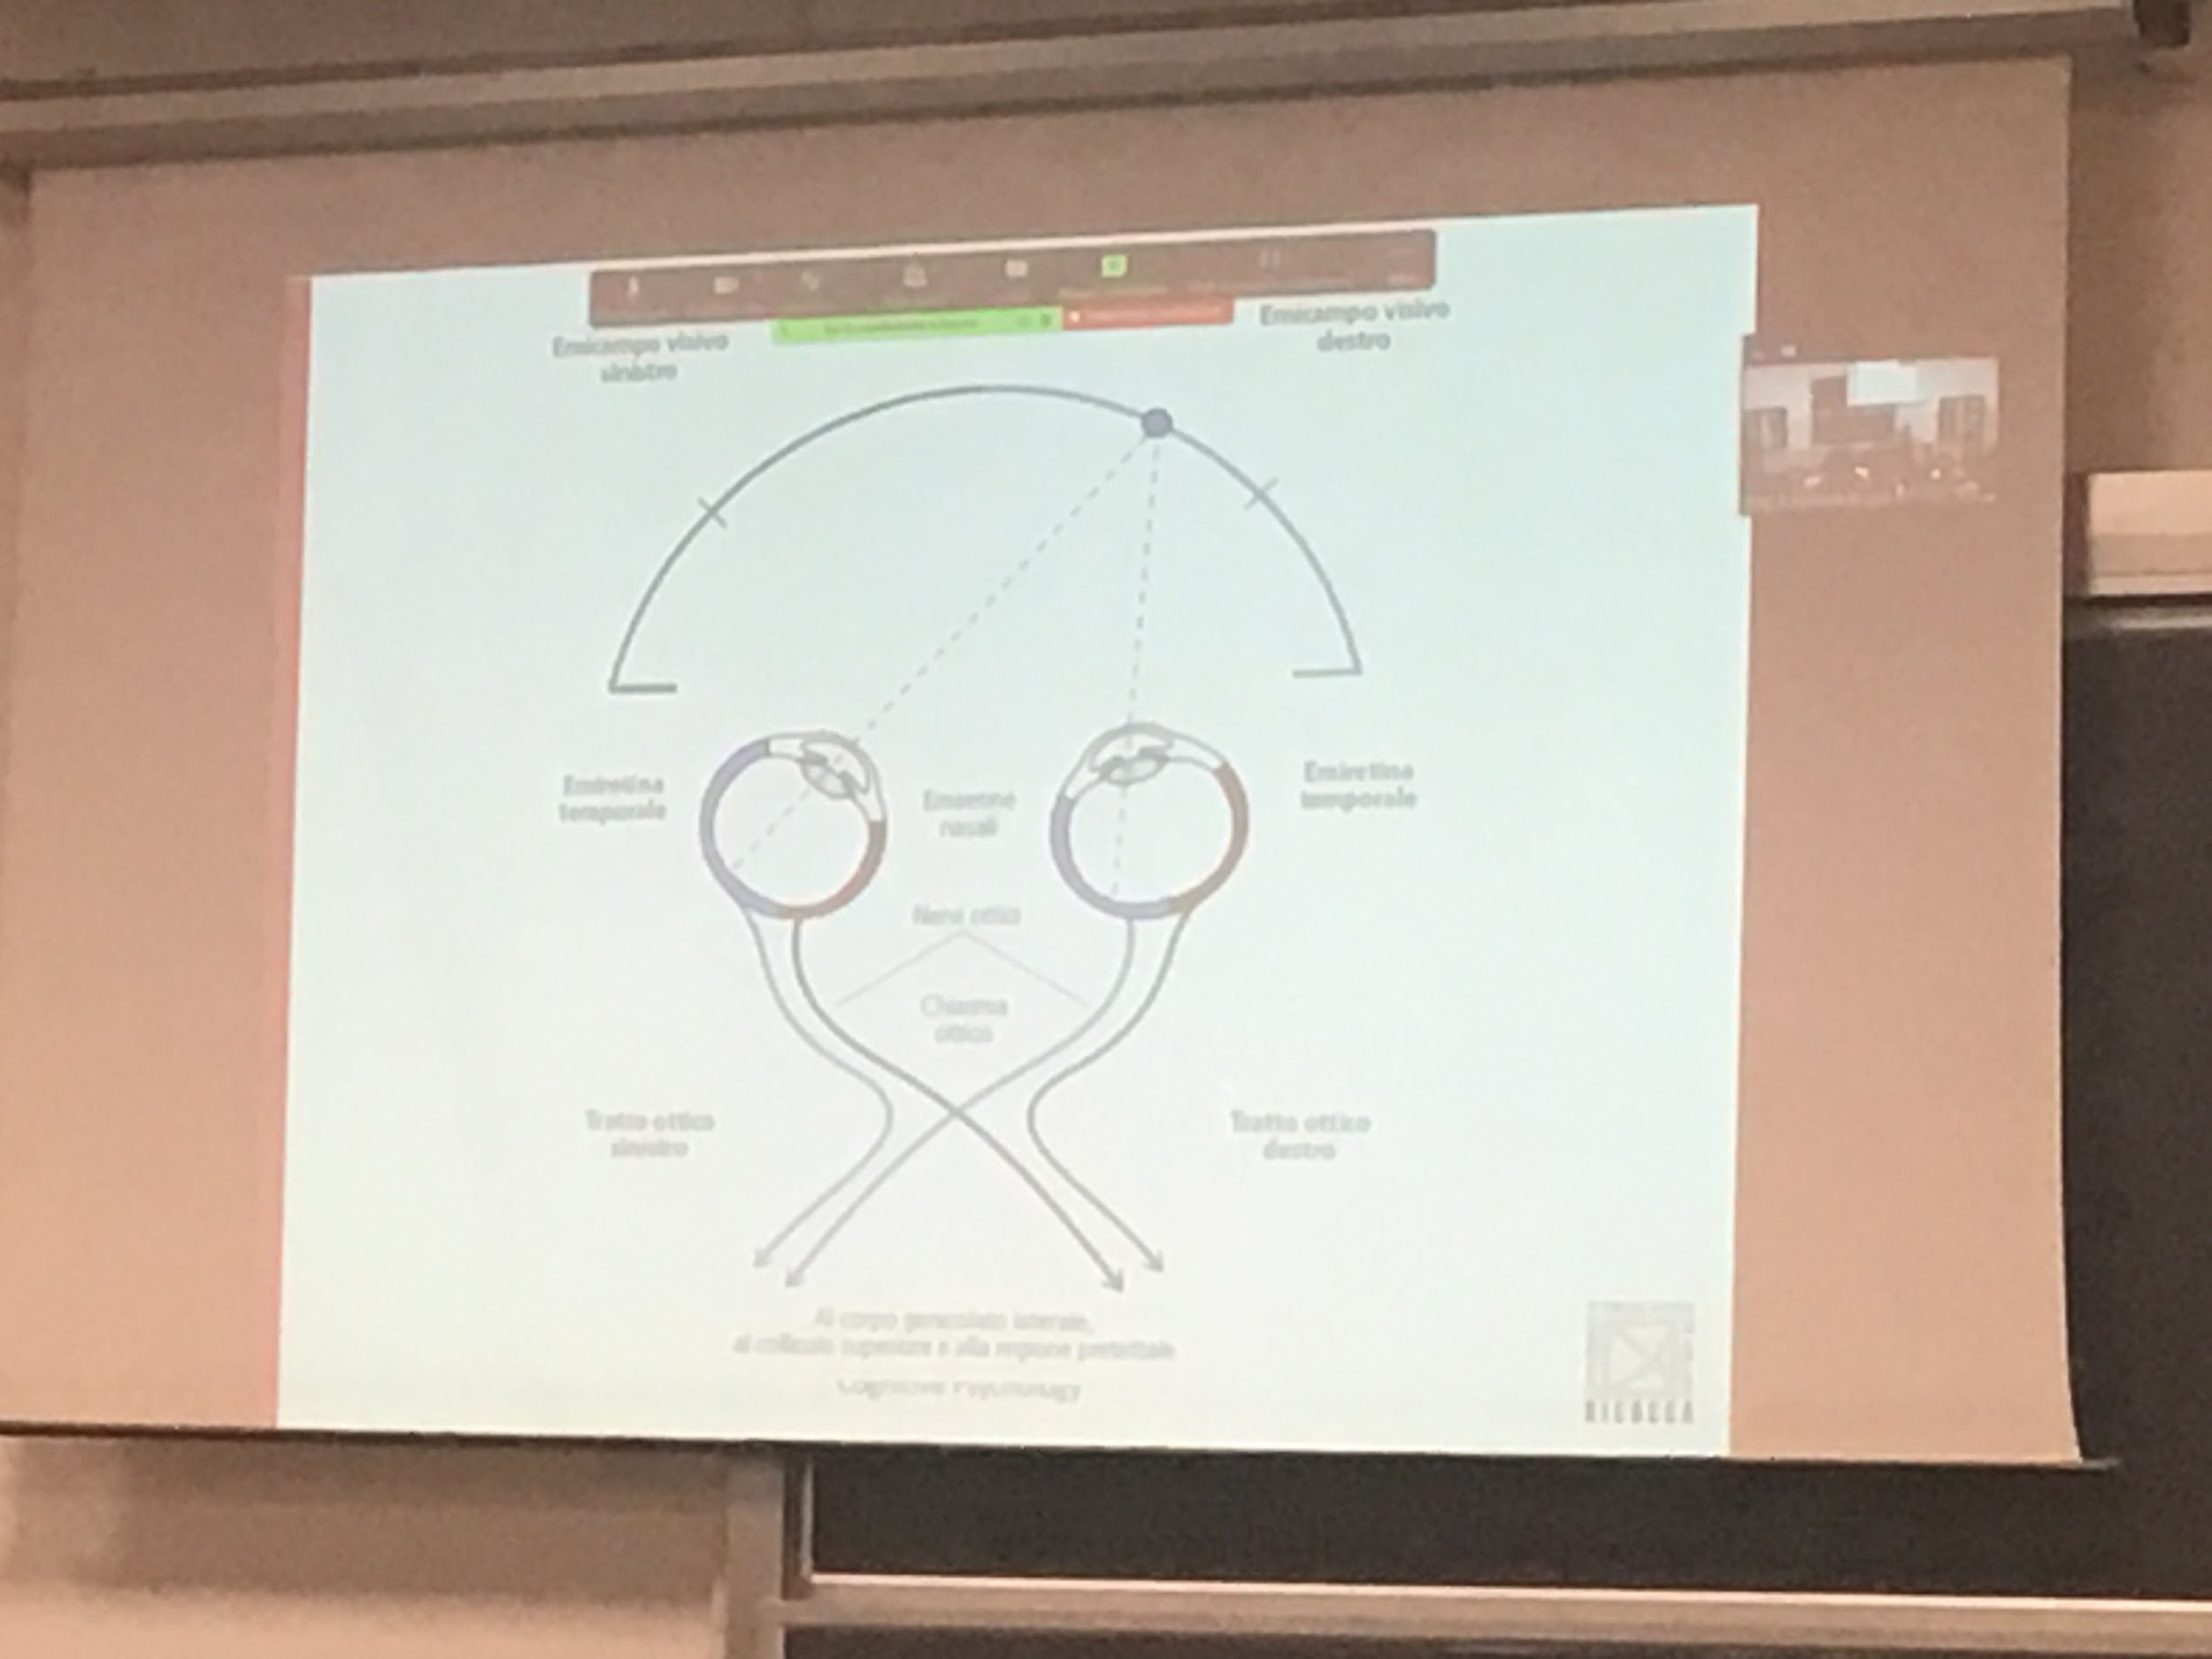 Emicampo visivo
sinistro
Emicampo visivo
destro
Emiretina
temporale
Emiretine
nasali
Emiretina
temporale
Nervi ottici
Chiasma
ottico
Tratto ottico
sinistro
Tratto ottico
destro
Al corpo genicolato laterale,
al collicolo superiore e alla regione pretettale
Cognitive Psychology
BICOCCA